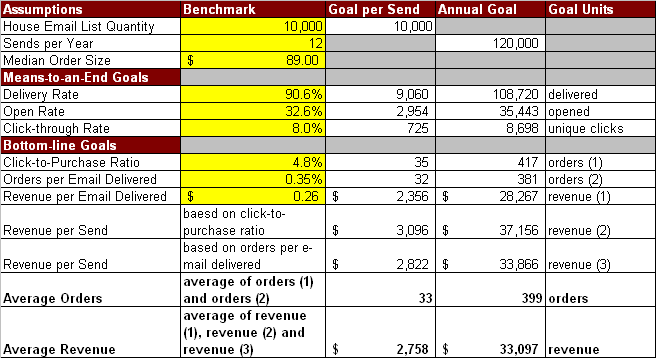 Assumptions Benchmark Goal per Send Annual Goal Goal Units
House Email List Quantity 10,000 10,000
Sends per Year 12 120,000
Median Order Size $ 89.00
Means-to-an-End Goals
Delivery Rate 90.6% 9,060 108,720 delivered
Open Rate 32.6% 2,954 35,443 opened
Click-through Rate 8.0% 725 8,698 unique clicks
Bottom-line Goals
Click-to-Purchase Ratio 4.8% 35 417 orders (1)
Orders per Email Delivered 0.35% 32 381 orders (2)
Revenue per Email Delivered $ 0.26 $ 2,356 $ 28,267 revenue (1)
baesd on click-to-
Revenue per Send purchase ratio $ 3,096 $ 37,156 revenue (2)
based on orders per e-
Revenue per Send mail delivered $ 2,822 $ 33,866 revenue (3)
average of orders (1)
Average Orders and orders (2) 33 399 orders
average of revenue
(1), revenue (2) and
Average Revenue revenue (3) $ 2,758 $ 33,097 revenue